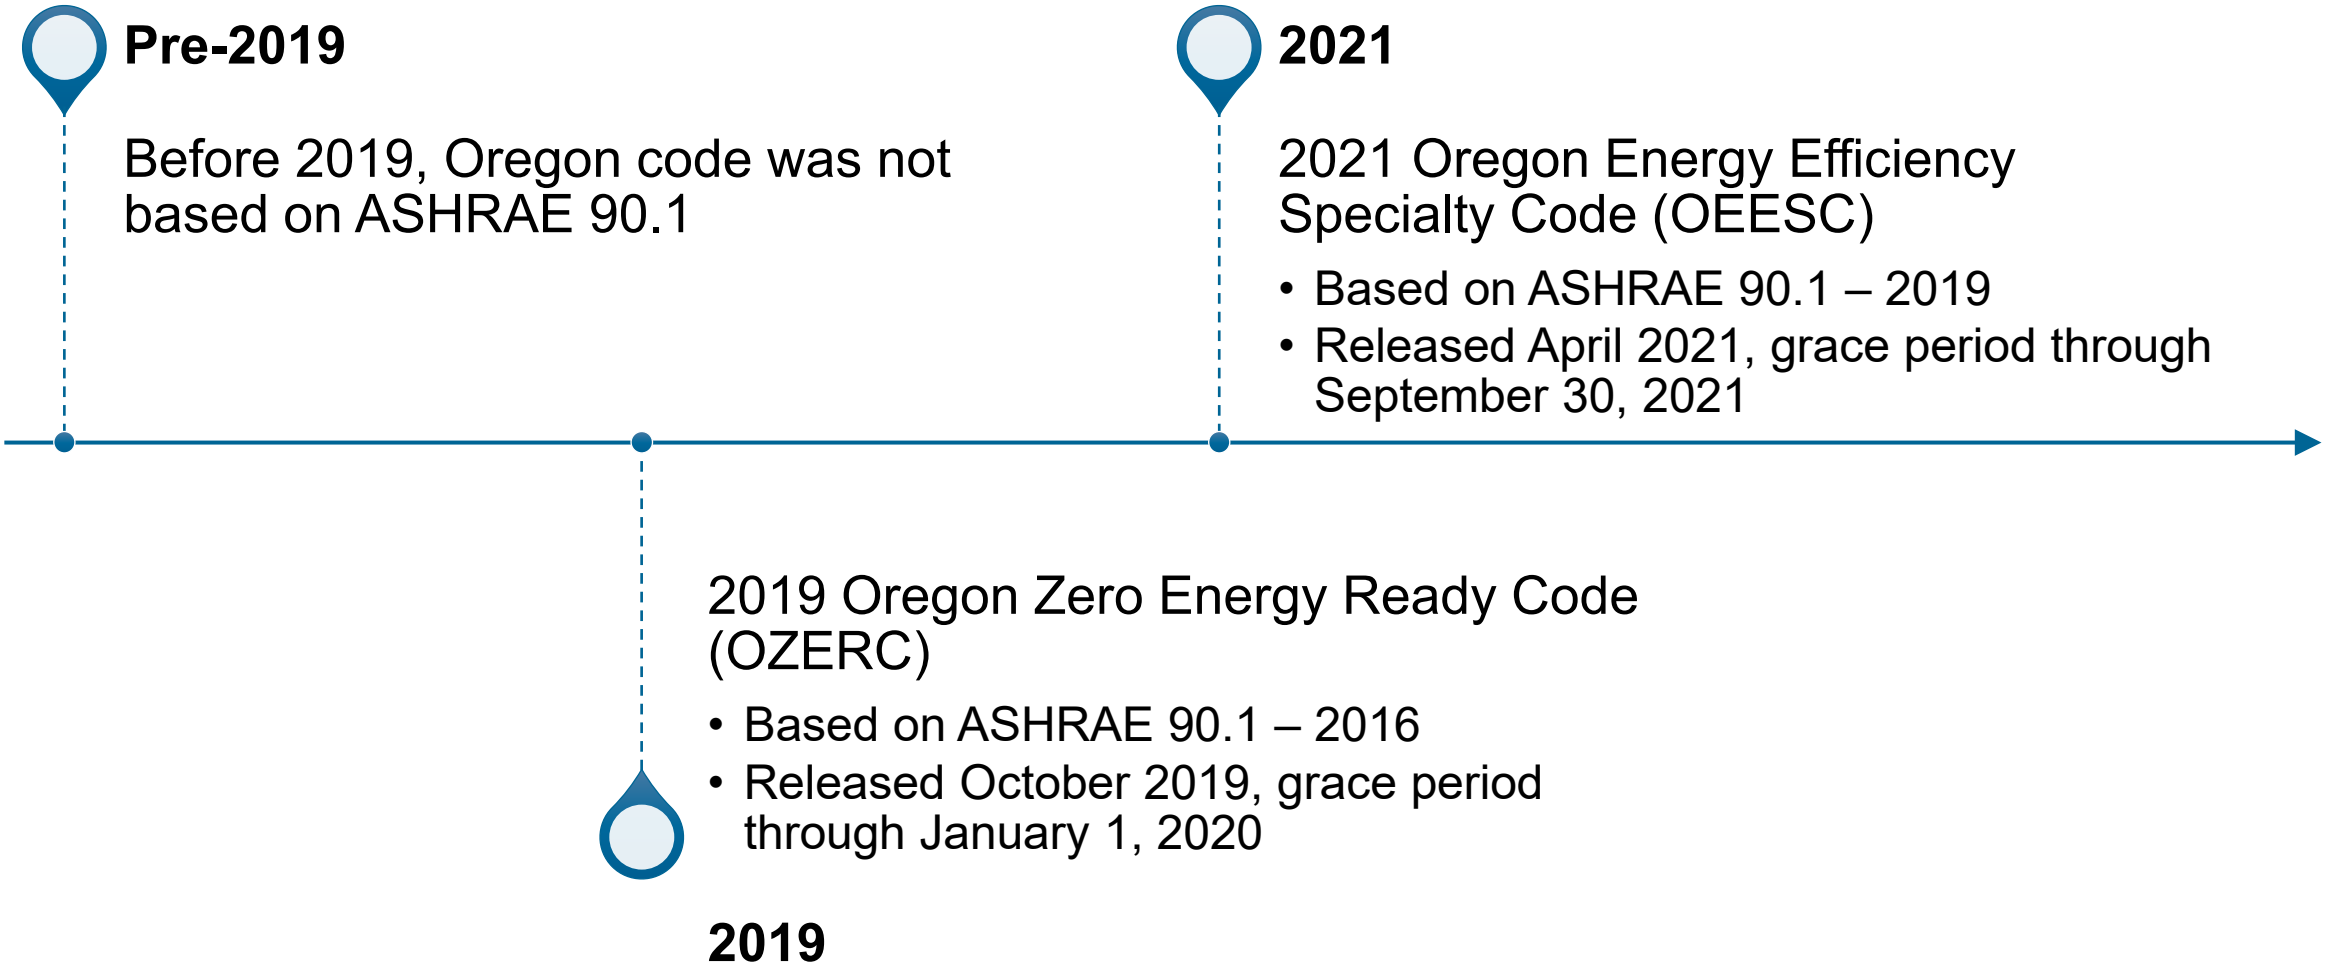 Pre-2019
Before 2019, Oregon code was not
based on ASHRAE 90.1
2019 Oregon Zero Energy Ready Code
(OZERC)
• Based on ASHRAE 90.1 – 2016
• Released October 2019, grace period
through January 1, 2020
2019
2021
2021 Oregon Energy Efficiency
Specialty Code (OEESC)
• Based on ASHRAE 90.1 – 2019
• Released April 2021, grace period through
September 30, 2021